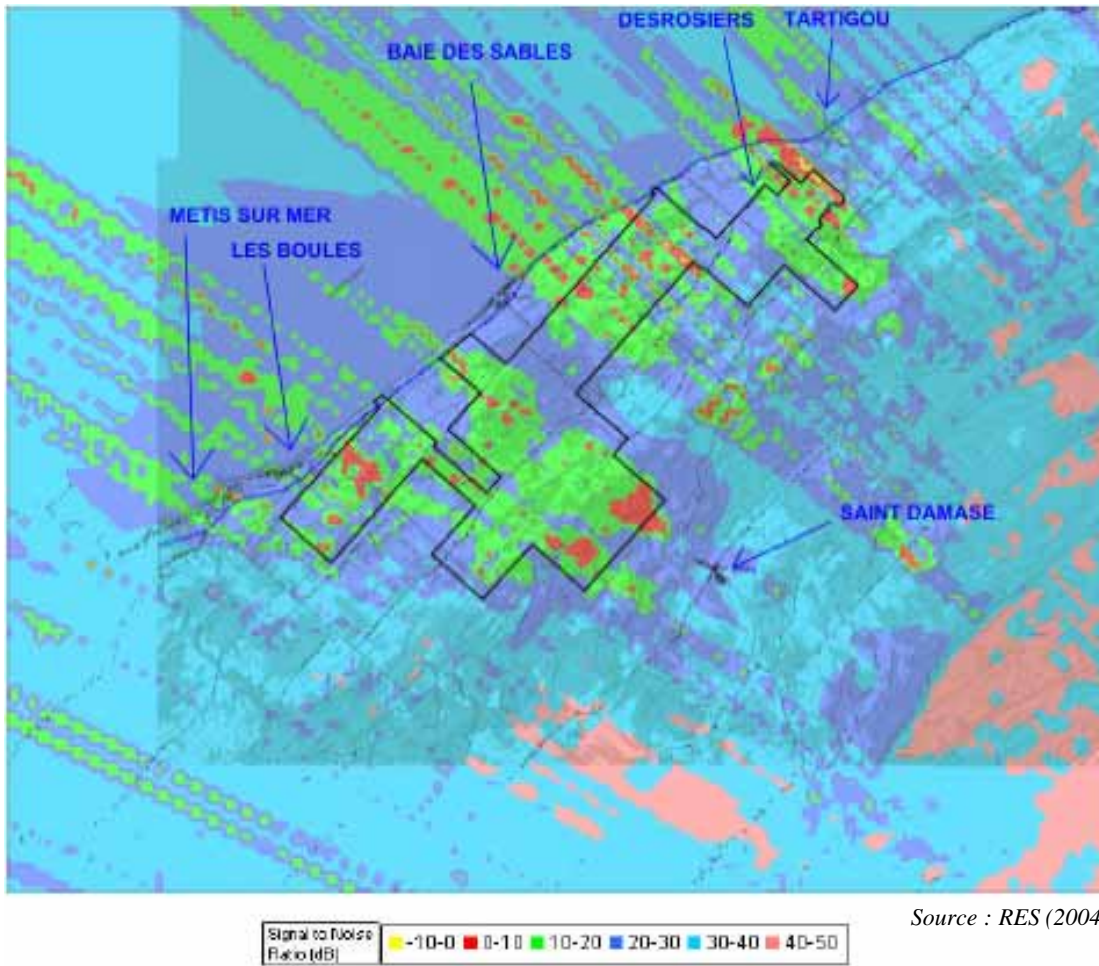 DESROSIERS
TARTIGOU
BAIE DES SABLES
METIS SUR MER
LES BOULES
SAINT DAMASE
Source : RES (2004
Signal to Noise
Ratio (dB)
-10-0 0-10 10-20 20-30 30-40 40-50